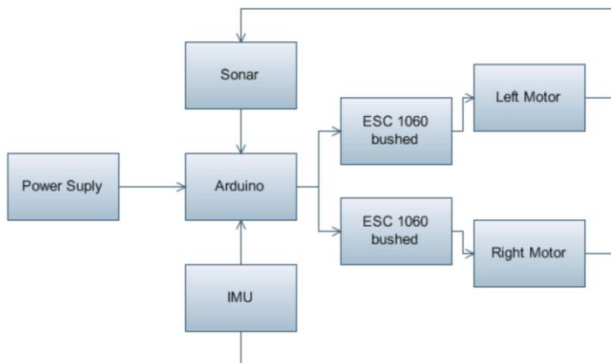 Sonar
ESC 1060
bushed
Left Motor
Power Suply
Arduino
ESC 1060
bushed
Right Motor
IMU